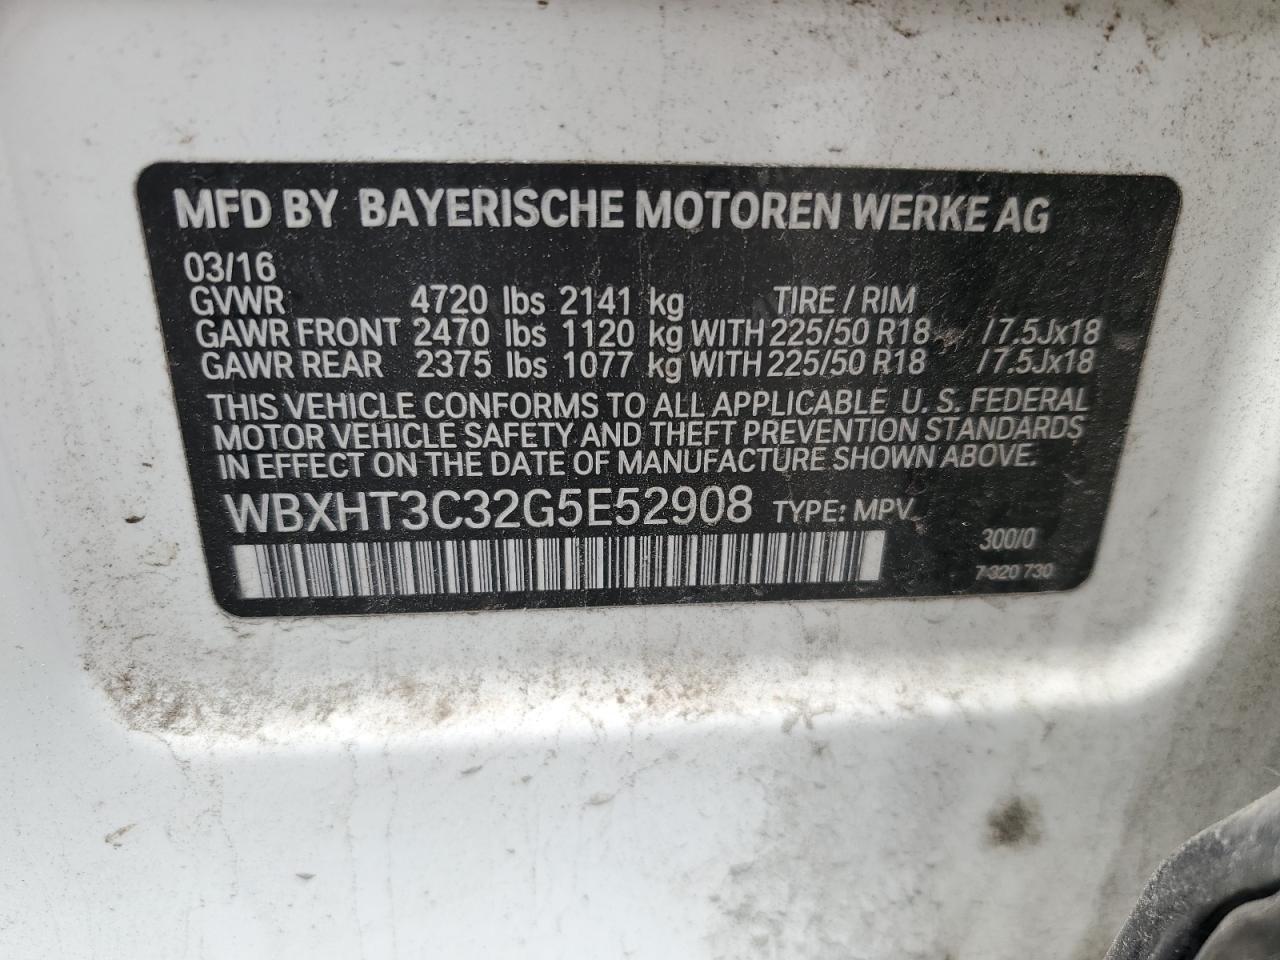 MFD BY BAYERISCHE MOTOREN WERKE AG
03/16
GVWR 4720 lbs 2141 kg TIRE / RIM
GAWR FRONT 2470 lbs 1120 kg WITH 225/50 R18 / 7.5Jx18
GAWR REAR 2375 lbs 1077 kg WITH 225/50 R18 / 7.5Jx18
THIS VEHICLE CONFORMS TO ALL APPLICABLE U. S. FEDERAL
MOTOR VEHICLE SAFETY AND THEFT PREVENTION STANDARDS
IN EFFECT ON THE DATE OF MANUFACTURE SHOWN ABOVE.
WBXHT3C32G5E52908 TYPE: MPV
300/0
7 320 730